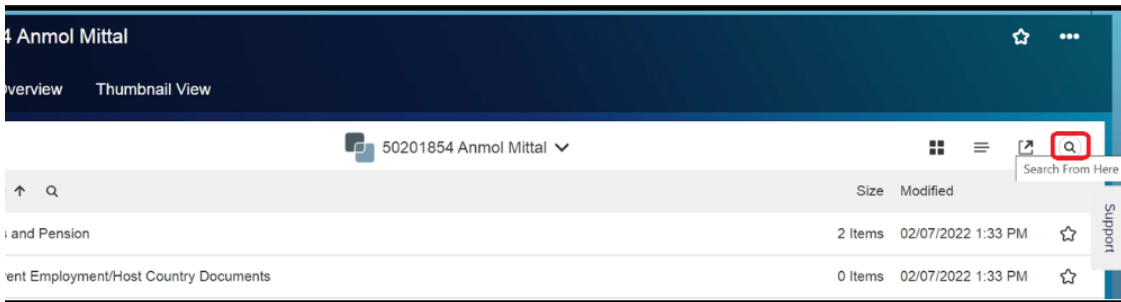 4 Anmol Mittal
Overview Thumbnail View
50201854 Anmol Mittal
Search From Here
Size Modified
and Pension 2 Items 02/07/2022 1:33 PM
Support
rent Employment/Host Country Documents 0 Items 02/07/2022 1:33 PM